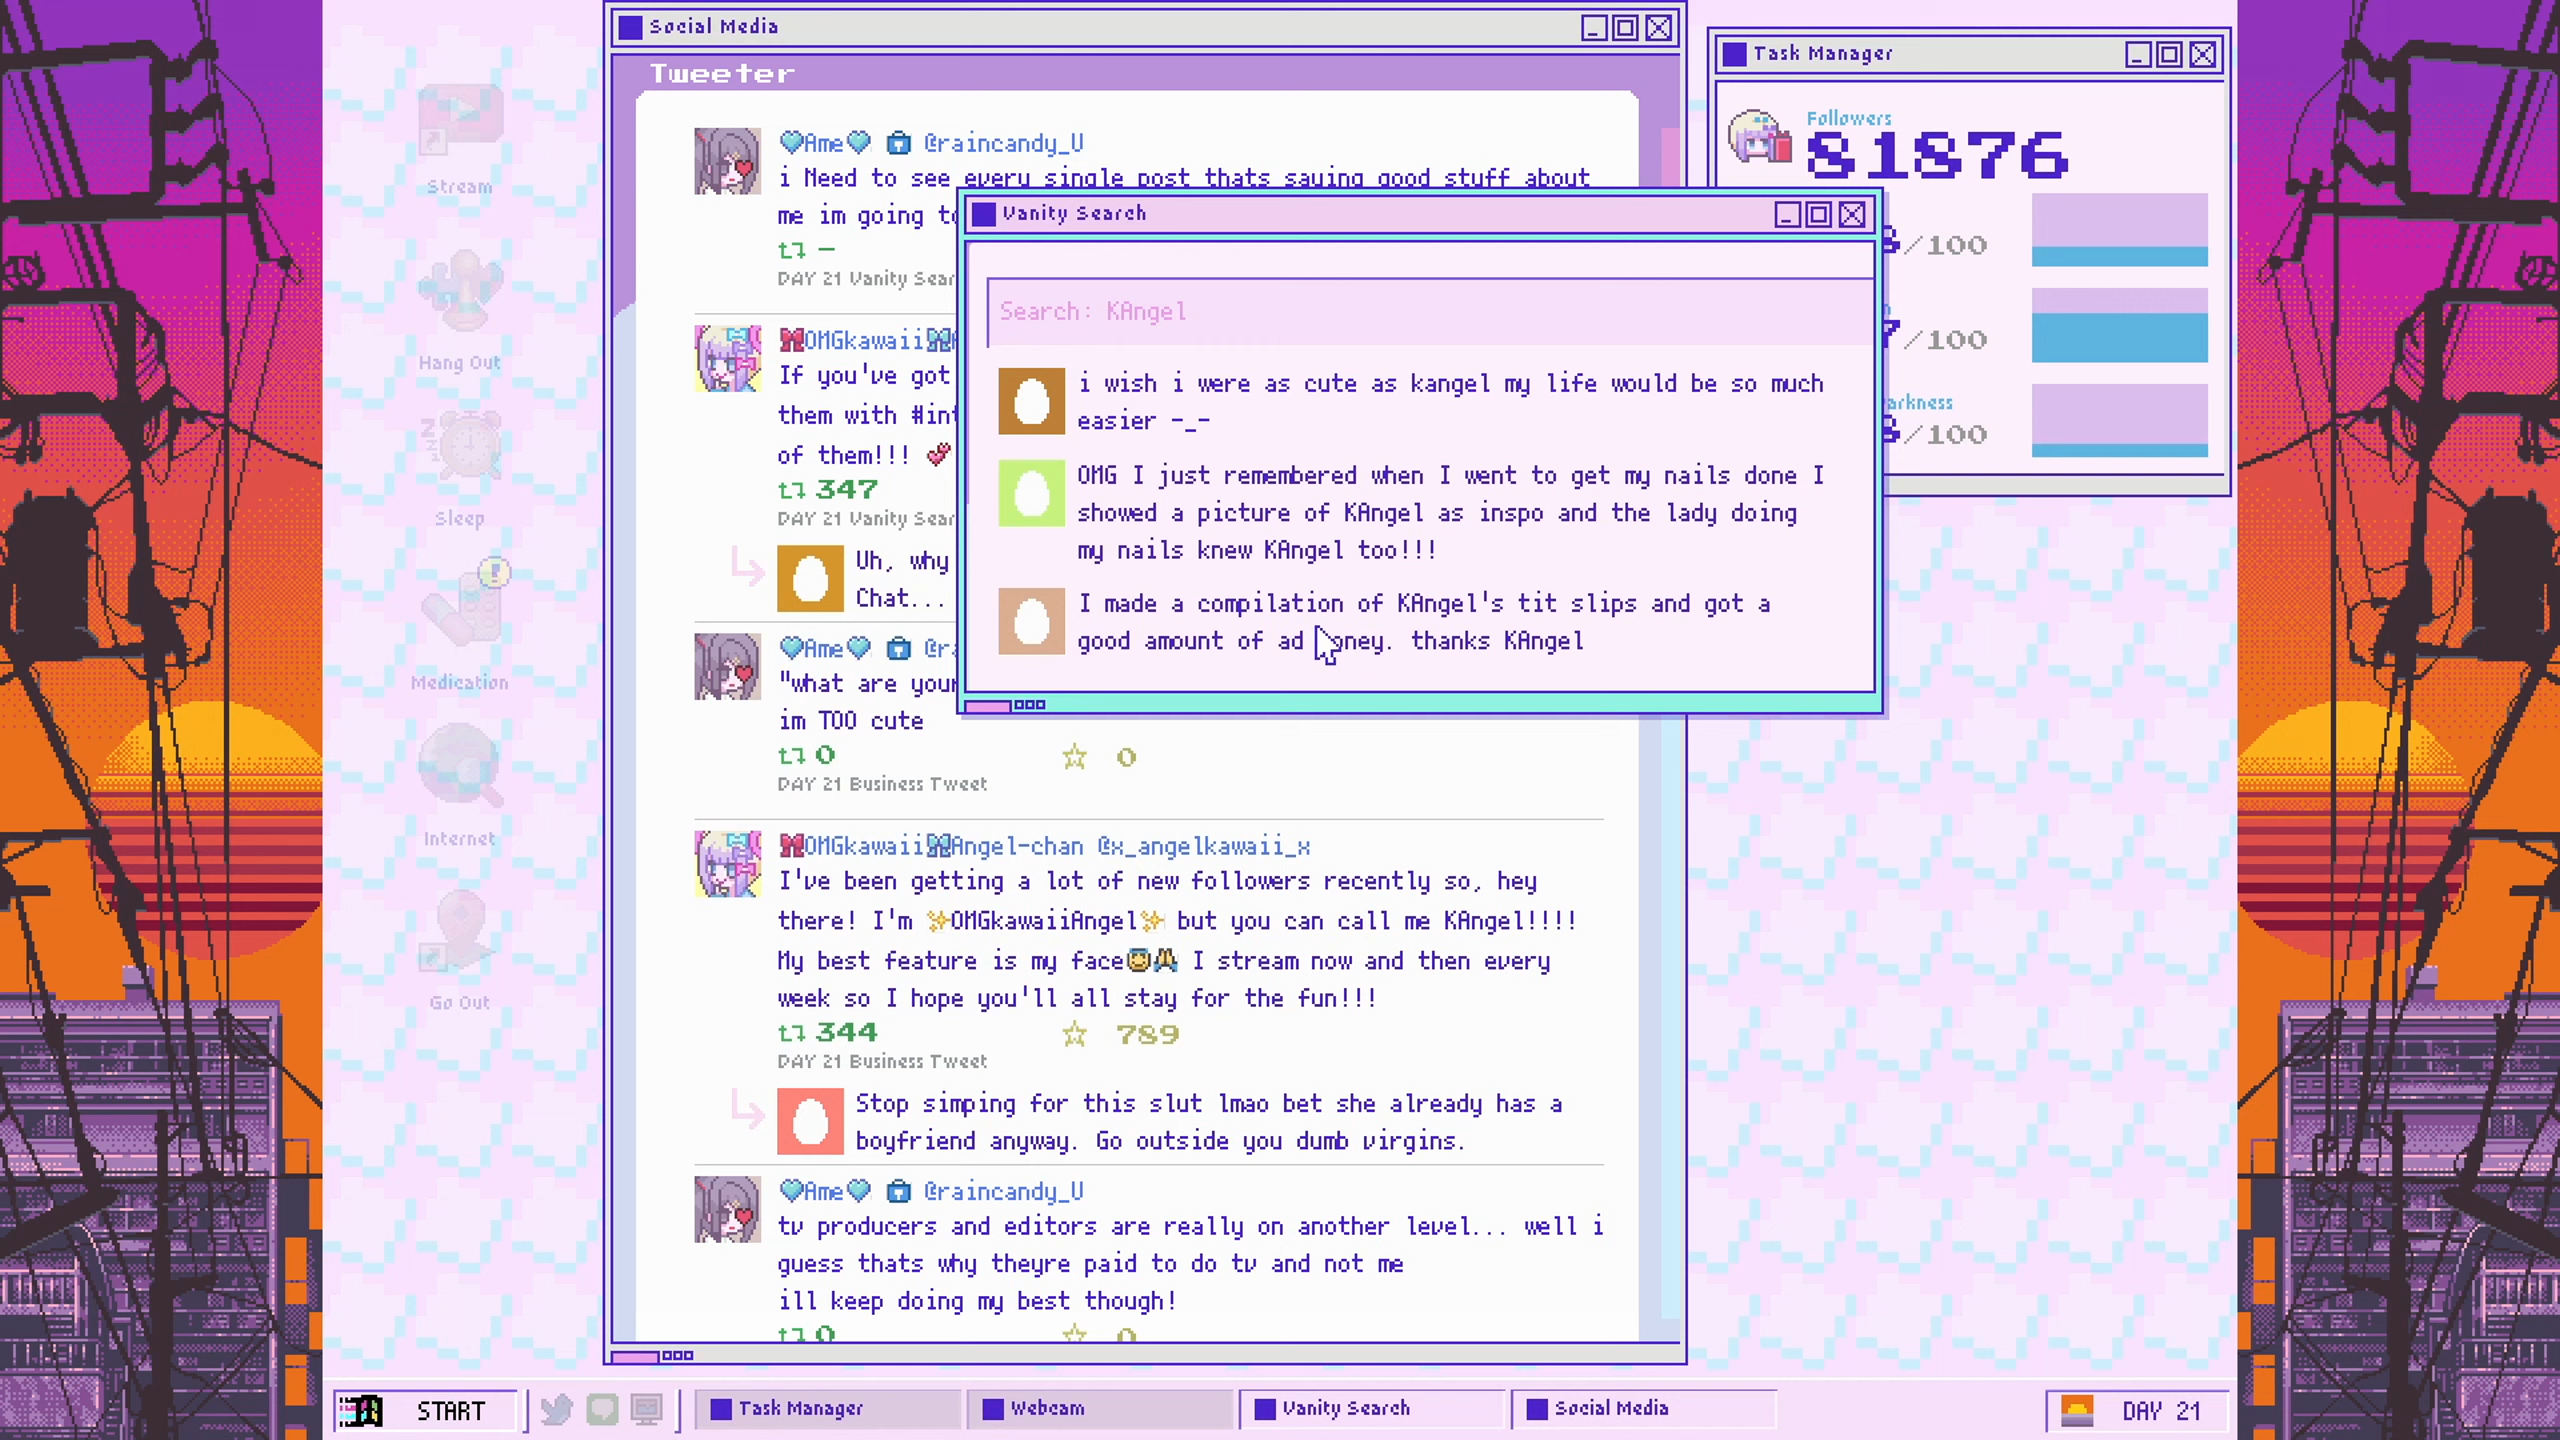 Social Media
Tweeter
💙Ame💙 @raincandy_U
i Need to see every single post thats saying good stuff about
me im going to
—
DAY 21 Vanity Sear
OMGkawaii
If you've got
them with #int
of them!!! 💕
347
DAY 21 Vanity Sear
Uh, why
Chat...
💙Ame💙 @ra
"what are your
im TOO cute
0 ☆ 0
DAY 21 Business Tweet
OMGkawaii Angel-chan @x_angelkawaii_x
I've been getting a lot of new followers recently so, hey
there! I'm ✨OMGkawaiiAngel✨ but you can call me KAngel!!!!
My best feature is my face😇🙏 I stream now and then every
week so I hope you'll all stay for the fun!!!
344 ☆ 789
DAY 21 Business Tweet
Stop simping for this slut lmao bet she already has a
boyfriend anyway. Go outside you dumb virgins.
💙Ame💙 @raincandy_U
tv producers and editors are really on another level... well i
guess thats why theyre paid to do tv and not me
ill keep doing my best though!
0 ☆ 0
Vanity Search
Search: KAngel
i wish i were as cute as kangel my life would be so much
easier -_-
OMG I just remembered when I went to get my nails done I
showed a picture of KAngel as inspo and the lady doing
my nails knew KAngel too!!!
I made a compilation of KAngel's tit slips and got a
good amount of ad money. thanks KAngel
Task Manager
Followers
81876
/100
/100
arkness
/100
Stream
Hang Out
Sleep
Medication
Internet
Go Out
START
Task Manager
Webcam
Vanity Search
Social Media
DAY 21